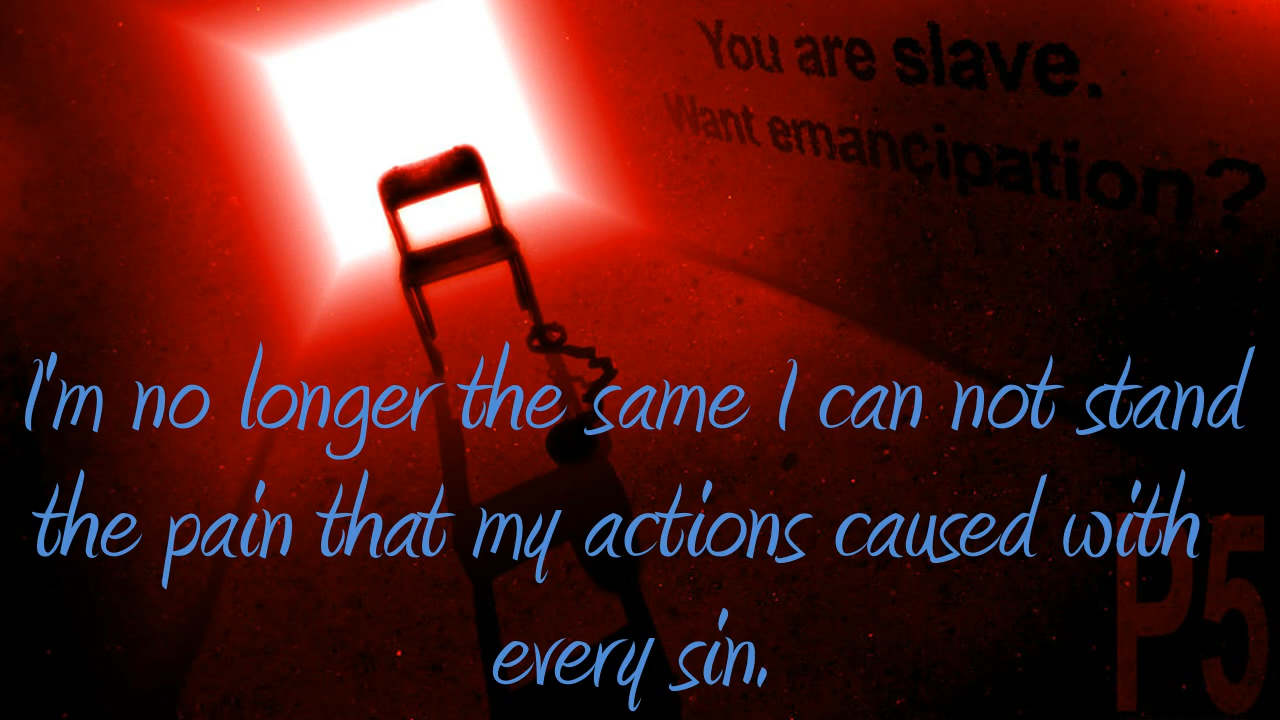 You are slave.
Want emancipation?
I'm no longer the same I can not stand
the pain that my actions caused with
every sin.
P5